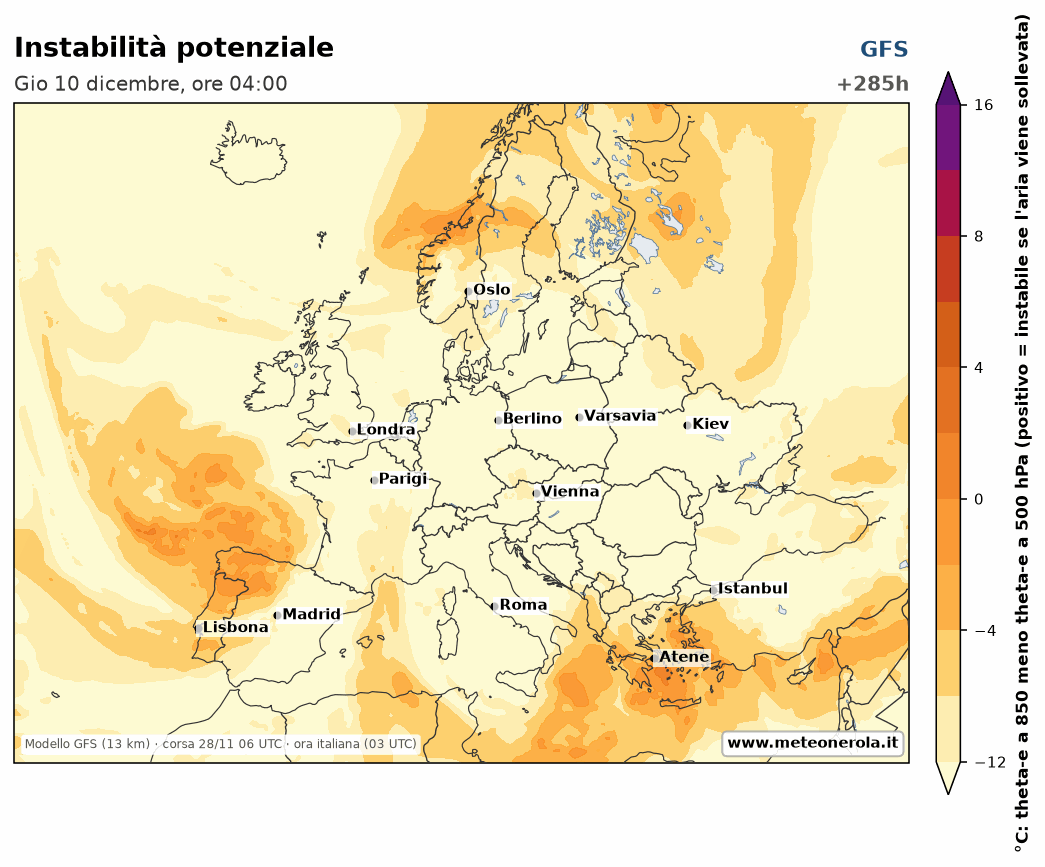 Instabilità potenziale
GFS
Gio 10 dicembre, ore 04:00
+285h
Oslo
Berlino
Varsavia
Kiev
Londra
Parigi
Vienna
Istanbul
Roma
Madrid
Lisbona
Atene
Modello GFS (13 km) · corsa 28/11 06 UTC · ora italiana (03 UTC)
www.meteonerola.it
16
8
4
0
−4
−12
°C: theta-e a 850 meno theta-e a 500 hPa (positivo = instabile se l'aria viene sollevata)